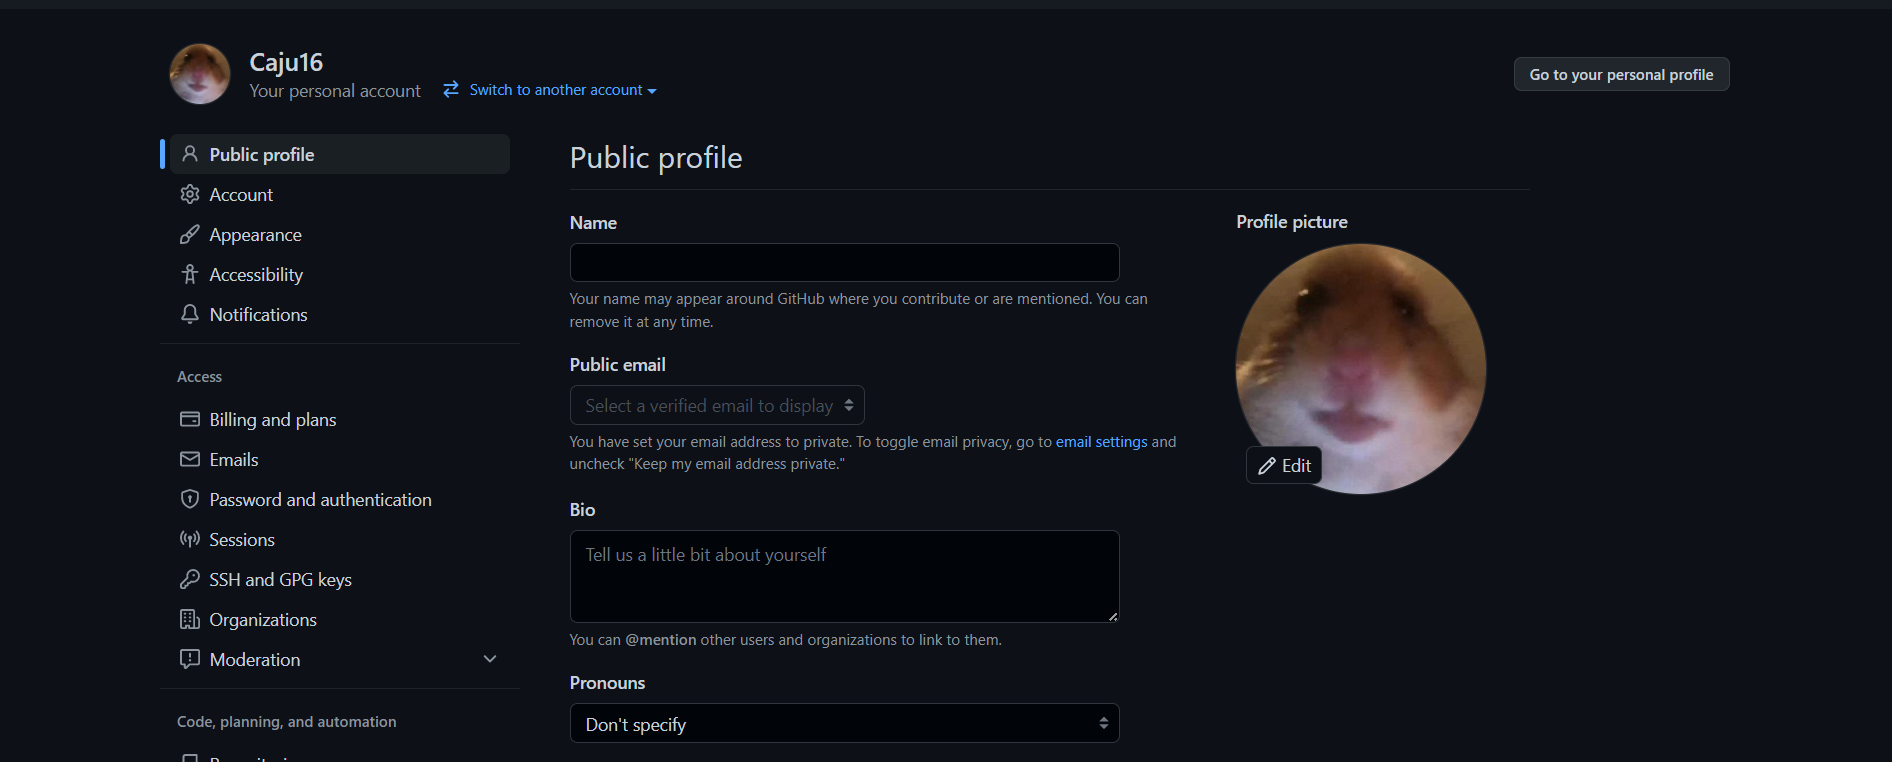 Caju16
Your personal account
Switch to another account
Go to your personal profile
Public profile
Account
Appearance
Accessibility
Notifications
Access
Billing and plans
Emails
Password and authentication
Sessions
SSH and GPG keys
Organizations
Moderation
Code, planning, and automation
Public profile
Name
Your name may appear around GitHub where you contribute or are mentioned. You can
remove it at any time.
Public email
Select a verified email to display
You have set your email address to private. To toggle email privacy, go to email settings and
uncheck "Keep my email address private."
Bio
Tell us a little bit about yourself
You can @mention other users and organizations to link to them.
Pronouns
Don't specify
Profile picture
Edit